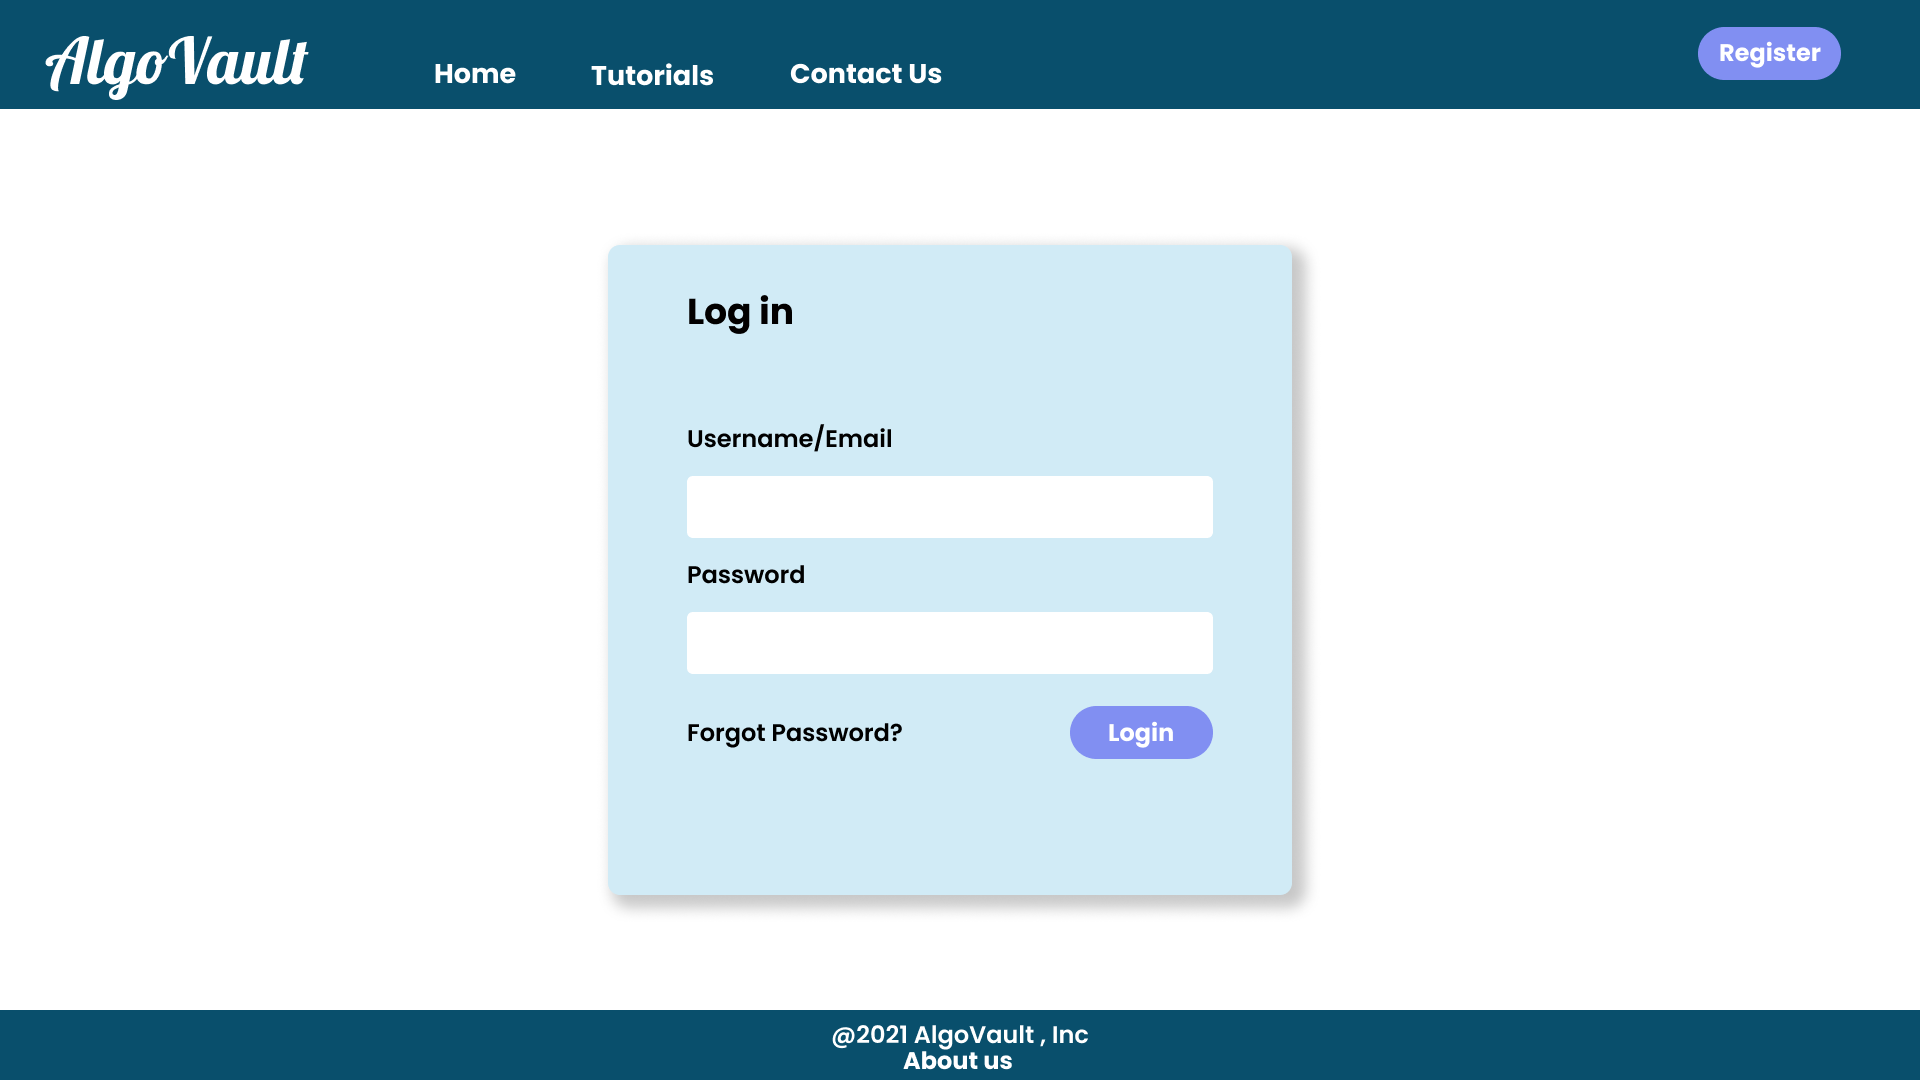 AlgoVault
Home
Tutorials
Contact Us
Register
Log in
Username/Email
Password
Forgot Password?
Login
@2021 AlgoVault , Inc
About us